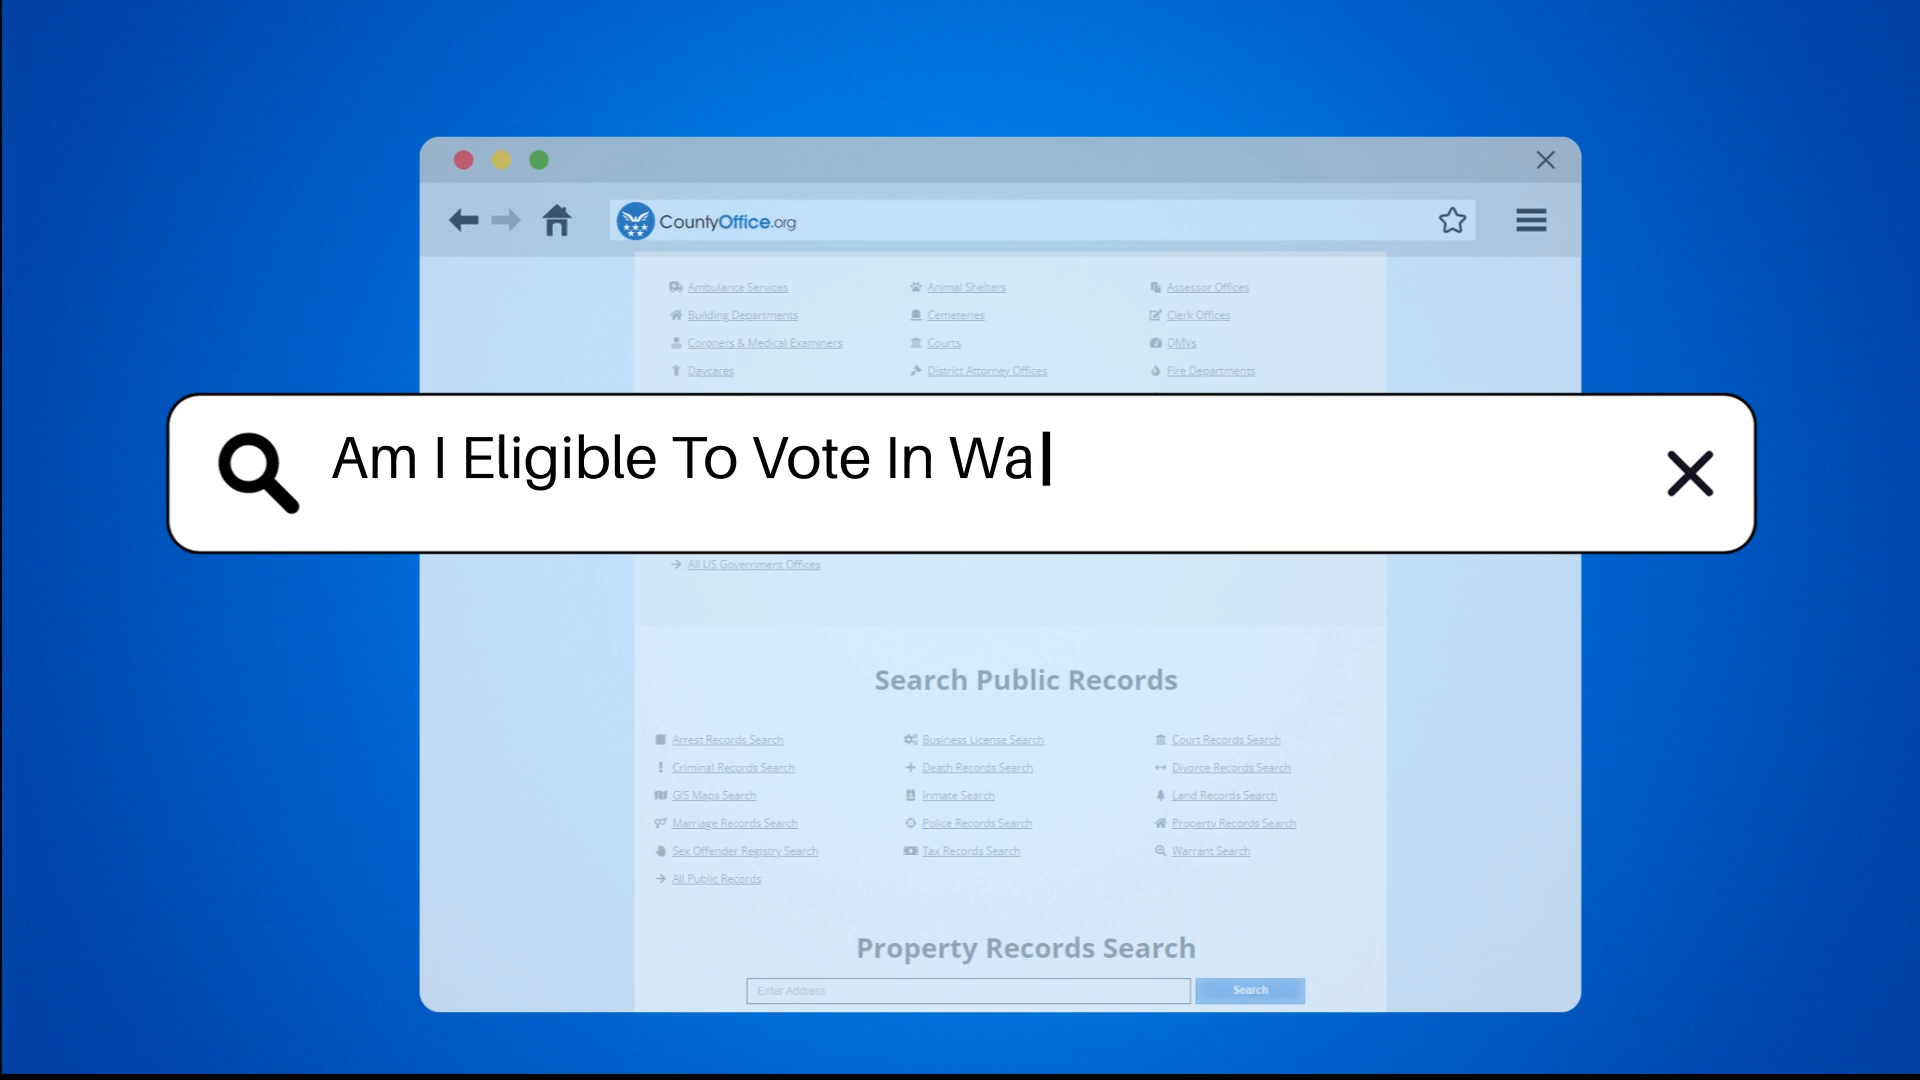 CountyOffice.org
Ambulance Services Animal Shelters Assessor Offices
Building Departments Cemeteries Clerk Offices
Coroners & Medical Examiners Courts DMVs
Daycares District Attorney Offices Fire Departments
Am I Eligible To Vote In Wa
All US Government Offices
Search Public Records
Arrest Records Search Business License Search Court Records Search
Criminal Records Search Death Records Search Divorce Records Search
GIS Maps Search Inmate Search Land Records Search
Marriage Records Search Police Records Search Property Records Search
Sex Offender Registry Search Tax Records Search Warrant Search
All Public Records
Property Records Search
Enter Address Search